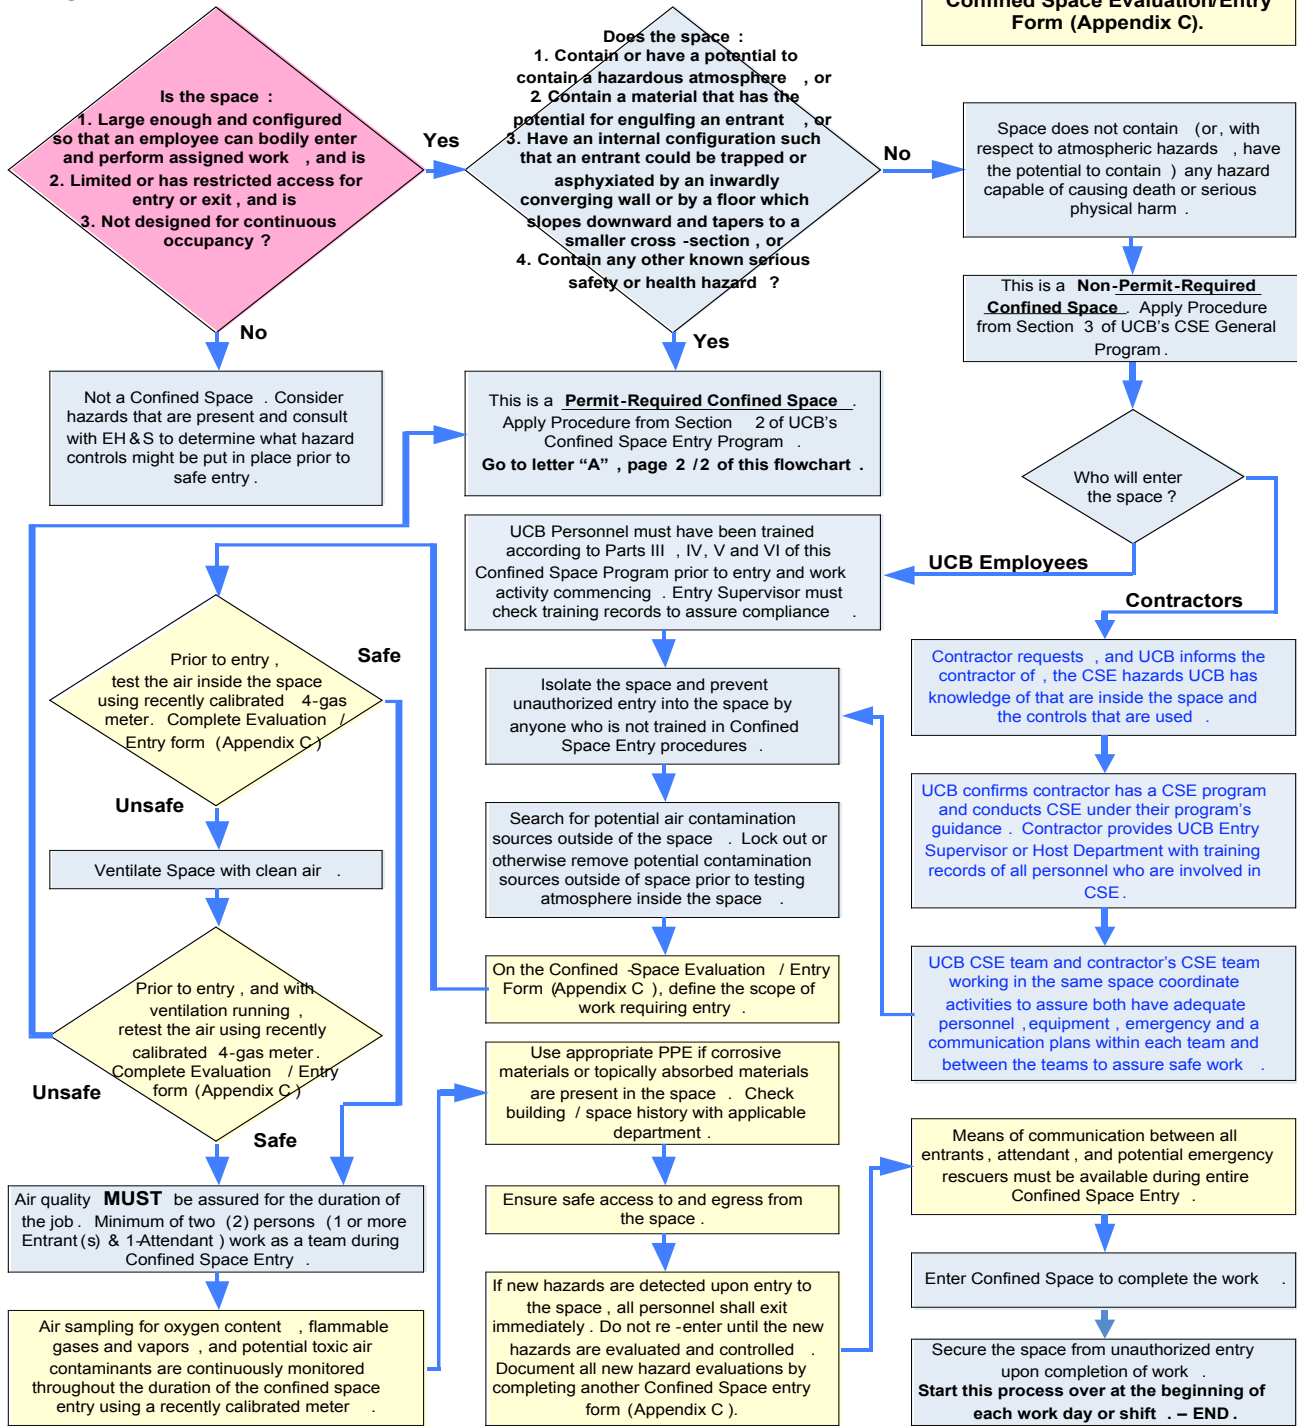 Confined Space Evaluation/Entry
Form (Appendix C).
Is the space :
1. Large enough and configured
so that an employee can bodily enter
and perform assigned work , and is
2. Limited or has restricted access for
entry or exit , and is
3. Not designed for continuous
occupancy ?
Yes
No
Does the space :
1. Contain or have a potential to
contain a hazardous atmosphere , or
2 Contain a material that has the
potential for engulfing an entrant , or
3. Have an internal configuration such
that an entrant could be trapped or
asphyxiated by an inwardly
converging wall or by a floor which
slopes downward and tapers to a
smaller cross -section , or
4. Contain any other known serious
safety or health hazard ?
No
Yes
Space does not contain (or, with
respect to atmospheric hazards , have
the potential to contain ) any hazard
capable of causing death or serious
physical harm .
This is a Non-Permit-Required
Confined Space . Apply Procedure
from Section 3 of UCB's CSE General
Program .
Not a Confined Space . Consider
hazards that are present and consult
with EH & S to determine what hazard
controls might be put in place prior to
safe entry .
This is a Permit-Required Confined Space .
Apply Procedure from Section 2 of UCB's
Confined Space Entry Program .
Go to letter “A” , page 2 /2 of this flowchart .
Who will enter
the space ?
UCB Employees
Contractors
UCB Personnel must have been trained
according to Parts III , IV, V and VI of this
Confined Space Program prior to entry and work
activity commencing . Entry Supervisor must
check training records to assure compliance .
Contractor requests , and UCB informs the
contractor of , the CSE hazards UCB has
knowledge of that are inside the space and
the controls that are used .
UCB confirms contractor has a CSE program
and conducts CSE under their program's
guidance . Contractor provides UCB Entry
Supervisor or Host Department with training
records of all personnel who are involved in
CSE .
UCB CSE team and contractor's CSE team
working in the same space coordinate
activities to assure both have adequate
personnel , equipment , emergency and a
communication plans within each team and
between the teams to assure safe work .
Isolate the space and prevent
unauthorized entry into the space by
anyone who is not trained in Confined
Space Entry procedures .
Search for potential air contamination
sources outside of the space . Lock out or
otherwise remove potential contamination
sources outside of space prior to testing
atmosphere inside the space .
On the Confined -Space Evaluation / Entry
Form (Appendix C ), define the scope of
work requiring entry .
Prior to entry ,
test the air inside the space
using recently calibrated 4-gas
meter. Complete Evaluation /
Entry form (Appendix C )
Safe
Unsafe
Ventilate Space with clean air .
Prior to entry , and with
ventilation running ,
retest the air using recently
calibrated 4-gas meter.
Complete Evaluation / Entry
form (Appendix C )
Unsafe
Safe
Air quality MUST be assured for the duration of
the job . Minimum of two (2) persons (1 or more
Entrant (s) & 1-Attendant ) work as a team during
Confined Space Entry .
Air sampling for oxygen content , flammable
gases and vapors , and potential toxic air
contaminants are continuously monitored
throughout the duration of the confined space
entry using a recently calibrated meter .
Use appropriate PPE if corrosive
materials or topically absorbed materials
are present in the space . Check
building / space history with applicable
department .
Ensure safe access to and egress from
the space .
If new hazards are detected upon entry to
the space , all personnel shall exit
immediately . Do not re -enter until the new
hazards are evaluated and controlled .
Document all new hazard evaluations by
completing another Confined Space entry
form (Appendix C ).
Means of communication between all
entrants , attendant , and potential emergency
rescuers must be available during entire
Confined Space Entry .
Enter Confined Space to complete the work .
Secure the space from unauthorized entry
upon completion of work .
Start this process over at the beginning of
each work day or shift . – END .